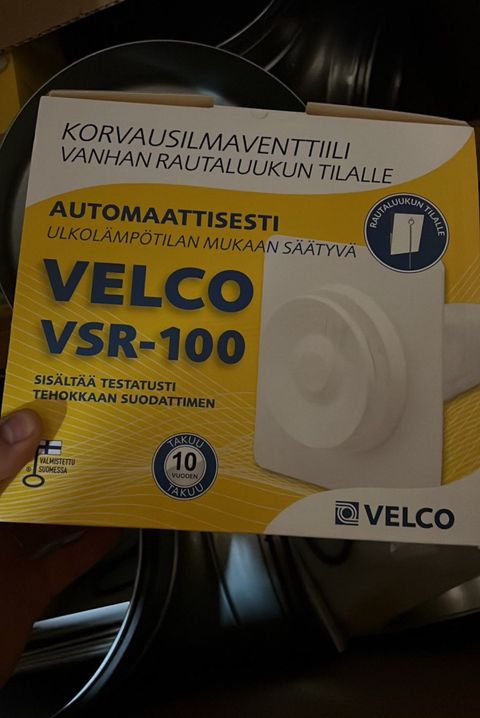 KORVAUSILMAVENTTIILI
VANHAN RAUTALUUKUN TILALLE
RAUTALUUKUN TILALLE
AUTOMAATTISESTI
ULKOLÄMPÖTILAN MUKAAN SÄÄTYVÄ
VELCO
VSR-100
SISÄLTÄÄ TESTATUSTI
TEHOKKAAN SUODATTIMEN
VALMISTETTU
SUOMESSA
TAKUU
10
VUODEN
TAKUU
VELCO